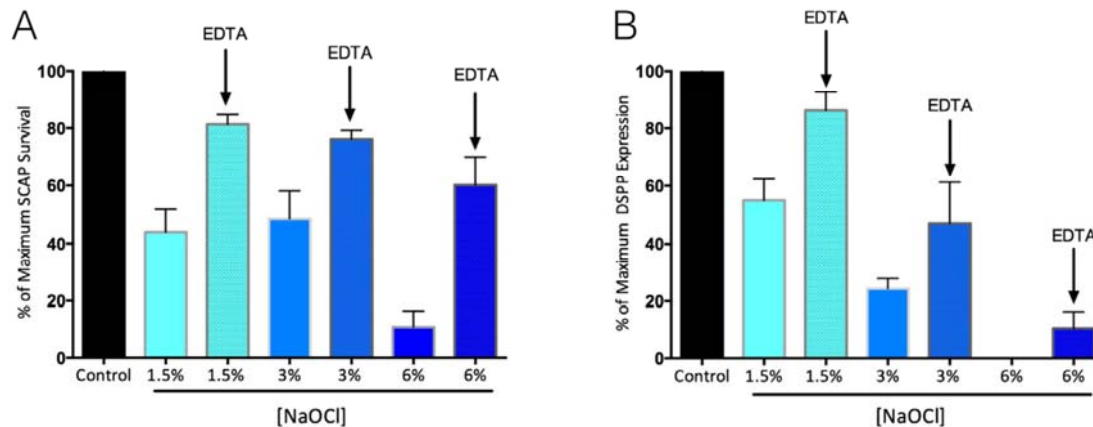 A
% of Maximum SCAP Survival
100
80
60
40
20
0
EDTA
EDTA
EDTA
Control 1.5% 1.5% 3% 3% 6% 6%
[NaOCl]
B
% of Maximum DSPP Expression
100
80
60
40
20
0
EDTA
EDTA
EDTA
Control 1.5% 1.5% 3% 3% 6% 6%
[NaOCl]